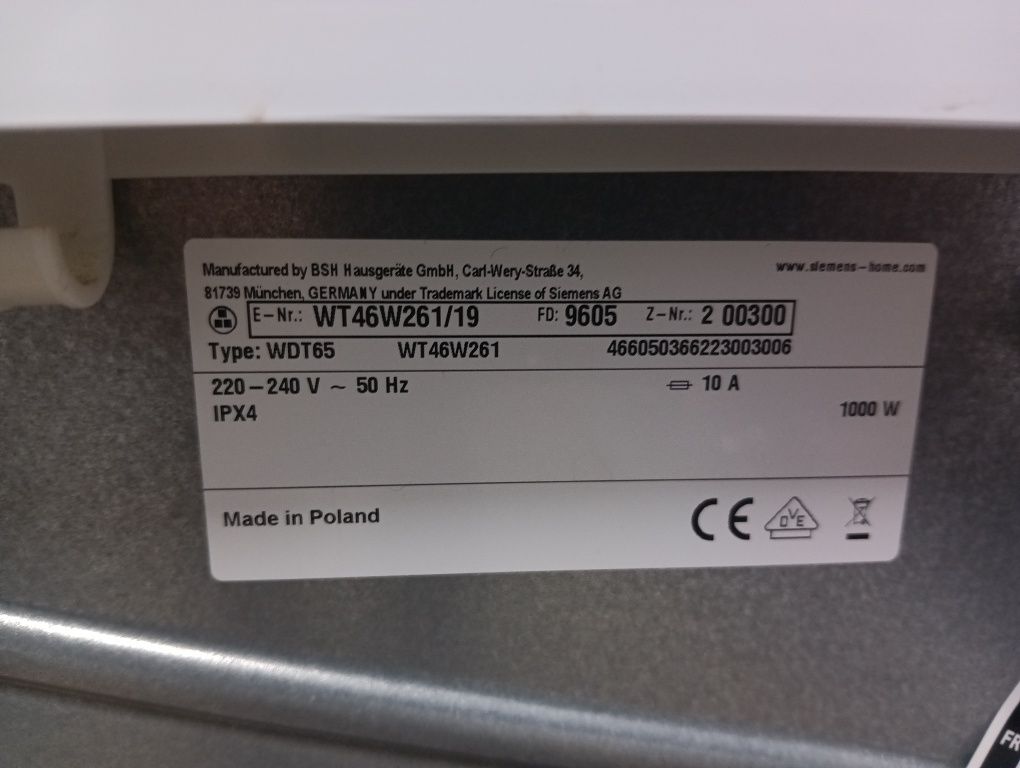 Manufactured by BSH Hausgeräte GmbH, Carl-Wery-Straße 34,
81739 München, GERMANY under Trademark License of Siemens AG
www.siemens-home.com
E-Nr.: WT46W261/19 FD: 9605 Z-Nr.: 2 00300
Type: WDT65 WT46W261 466050366223003006
220-240 V ~ 50 Hz 10 A
IPX4 1000 W
Made in Poland CE OVE
FR